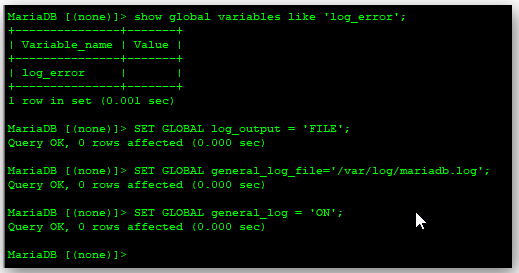 MariaDB [(none)]> show global variables like 'log_error';
+---------------+-------+
| Variable_name | Value |
+---------------+-------+
| log_error     |       |
+---------------+-------+
1 row in set (0.001 sec)
MariaDB [(none)]> SET GLOBAL log_output = 'FILE';
Query OK, 0 rows affected (0.000 sec)
MariaDB [(none)]> SET GLOBAL general_log_file='/var/log/mariadb.log';
Query OK, 0 rows affected (0.000 sec)
MariaDB [(none)]> SET GLOBAL general_log = 'ON';
Query OK, 0 rows affected (0.000 sec)
MariaDB [(none)]>